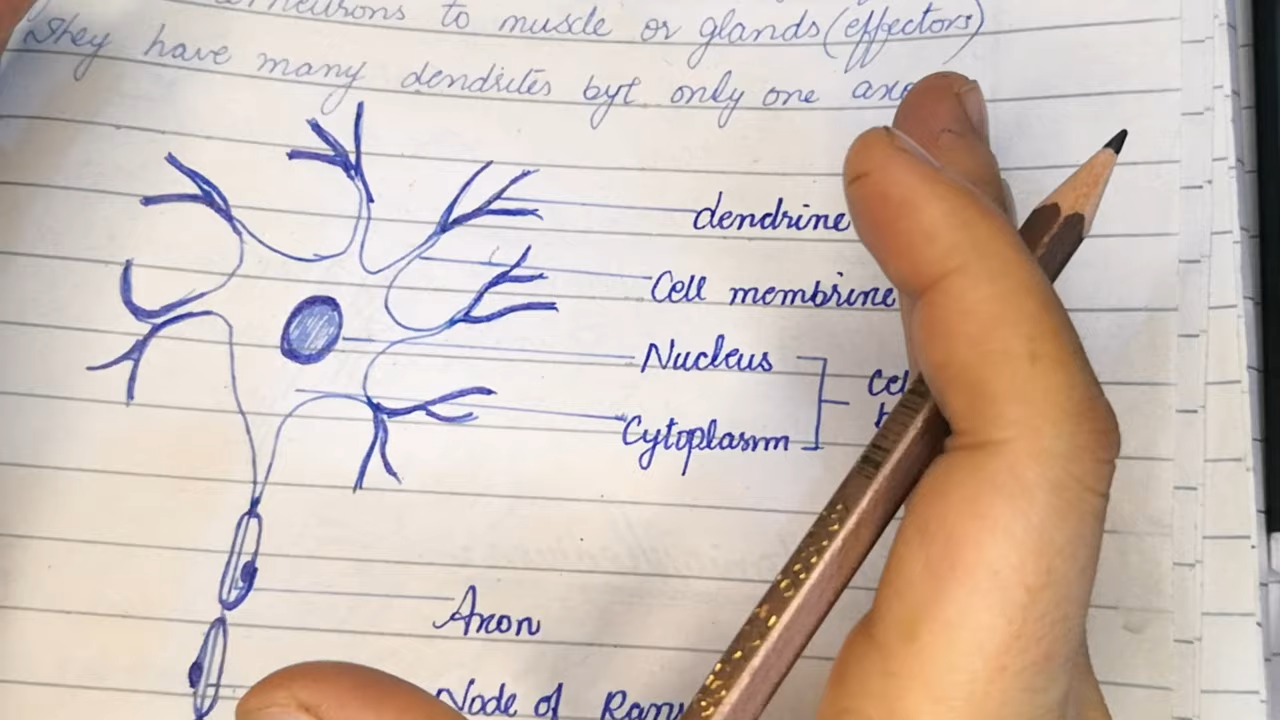 neurons to muscle or glands (effectors)
They have many dendrites byt only one
dendrine
Cell membrine
Nucleus
Cytoplasm
Axon
Node of